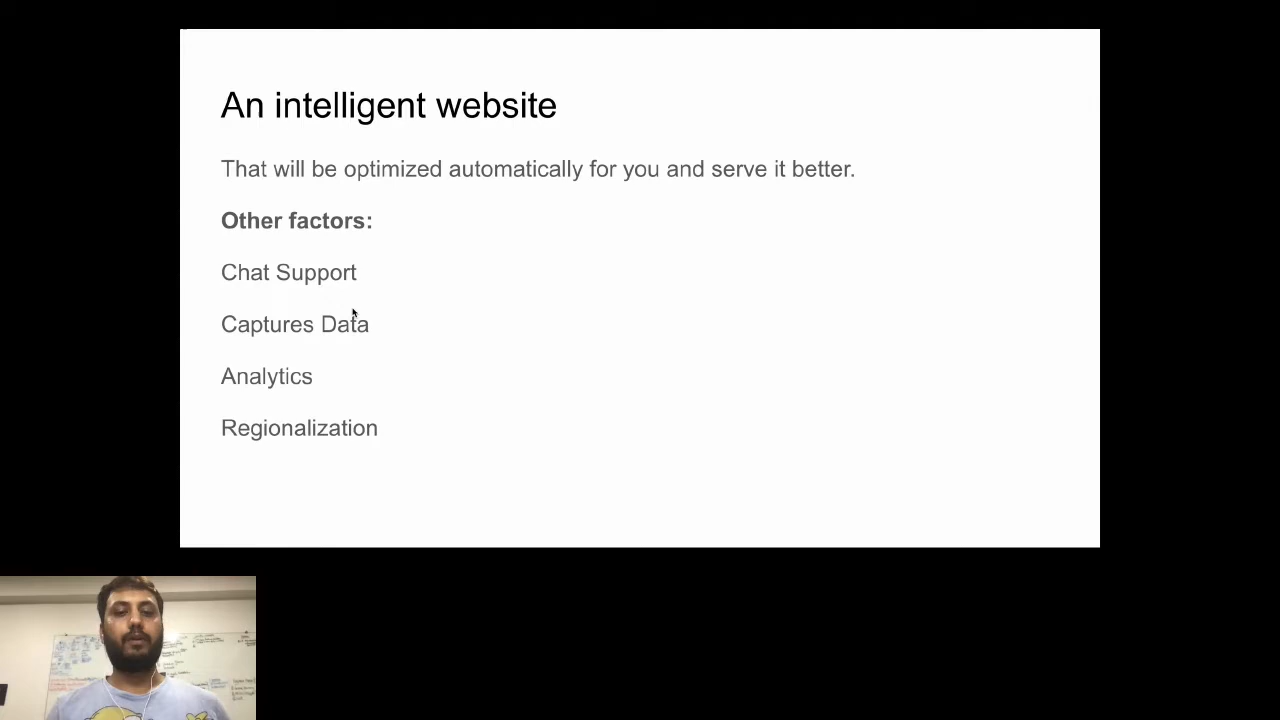 An intelligent website
That will be optimized automatically for you and serve it better.
Other factors:
Chat Support
Captures Data
Analytics
Regionalization